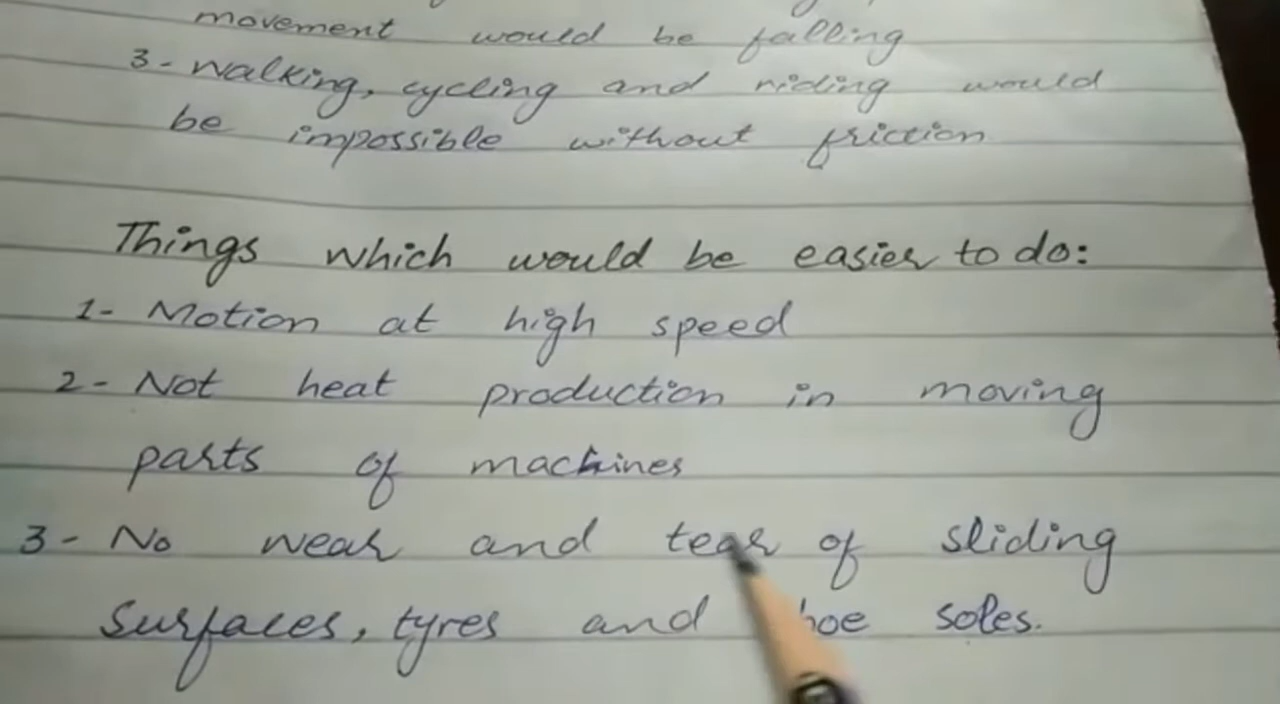 movement would be falling
3- Walking, cycling and riding would
be impossible without friction
Things which would be easier to do:
1- Motion at high speed
2- Not heat production in moving
parts of machines
3- No wear and tear of sliding
surfaces, tyres and hoe soles.